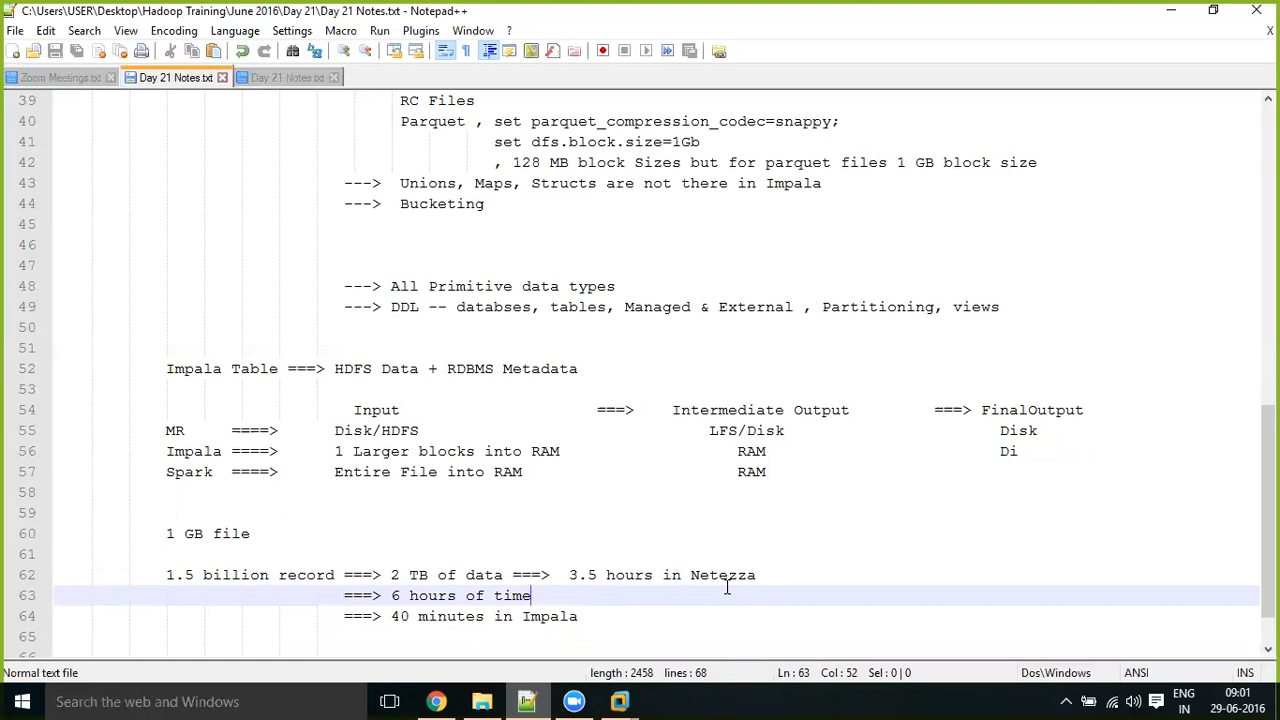 C:\Users\USER\Desktop\Hadoop Training\June 2016\Day 21\Day 21 Notes.txt - Notepad++
File Edit Search View Encoding Language Settings Macro Run Plugins Window ? X
Zoom Meetings.txt Day 21 Notes.txt Day 21 Notes.txt
39 RC Files
40 Parquet , set parquet_compression_codec=snappy;
41 set dfs.block.size=1Gb
42 , 128 MB block Sizes but for parquet files 1 GB block size
43 ---> Unions, Maps, Structs are not there in Impala
44 ---> Bucketing
45
46
47
48 ---> All Primitive data types
49 ---> DDL -- databses, tables, Managed & External , Partitioning, views
50
51
52 Impala Table ===> HDFS Data + RDBMS Metadata
53
54 Input ===> Intermediate Output ===> FinalOutput
55 MR ====> Disk/HDFS LFS/Disk Disk
56 Impala ====> 1 Larger blocks into RAM RAM Di
57 Spark ====> Entire File into RAM RAM
58
59
60 1 GB file
61
62 1.5 billion record ===> 2 TB of data ===> 3.5 hours in Netezza
63 ===> 6 hours of time
64 ===> 40 minutes in Impala
65
66
Normal text file length : 2458 lines : 68 Ln : 63 Col : 52 Sel : 0 | 0 Dos\Windows ANSI INS
Search the web and Windows
ENG
IN
09:01
29-06-2016